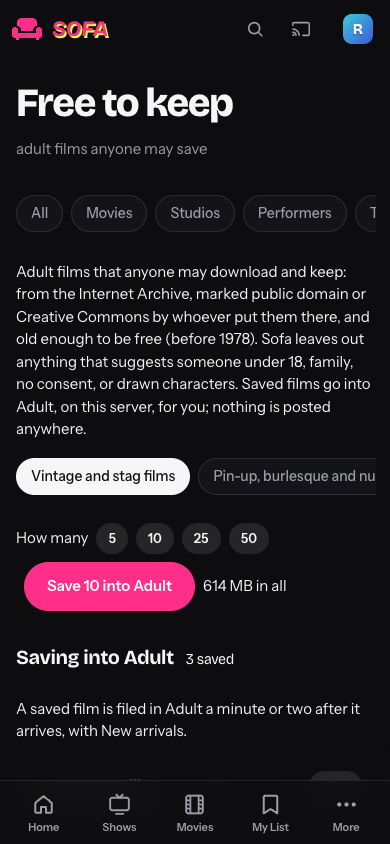 SOFA
R
Free to keep
adult films anyone may save
All
Movies
Studios
Performers
T
Adult films that anyone may download and keep:
from the Internet Archive, marked public domain or
Creative Commons by whoever put them there, and
old enough to be free (before 1978). Sofa leaves out
anything that suggests someone under 18, family,
no consent, or drawn characters. Saved films go into
Adult, on this server, for you; nothing is posted
anywhere.
Vintage and stag films
Pin-up, burlesque and nu
How many 5 10 25 50
Save 10 into Adult 614 MB in all
Saving into Adult 3 saved
A saved film is filed in Adult a minute or two after it
arrives, with New arrivals.
Home
Shows
Movies
My List
More